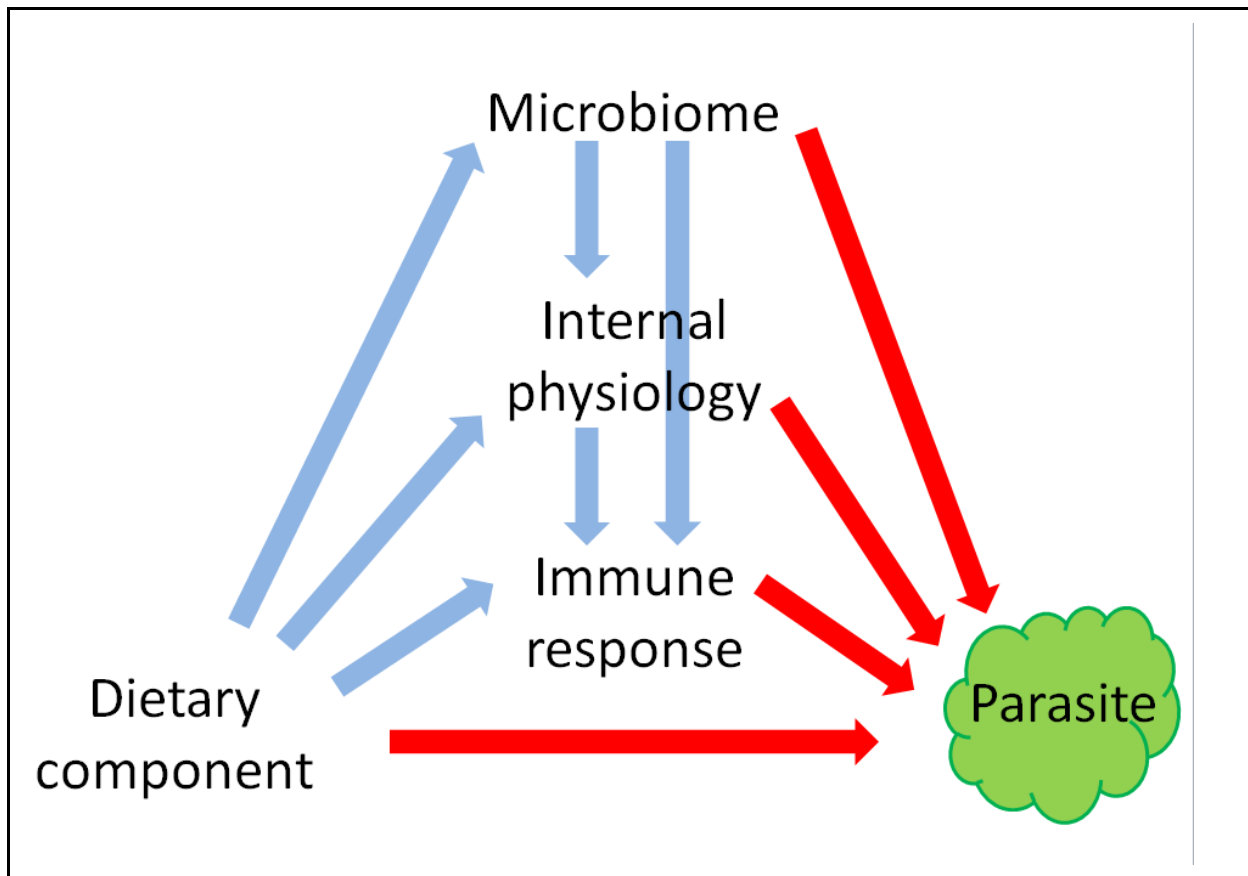 Microbiome
Internal
physiology
Immune
response
Dietary
component
Parasite